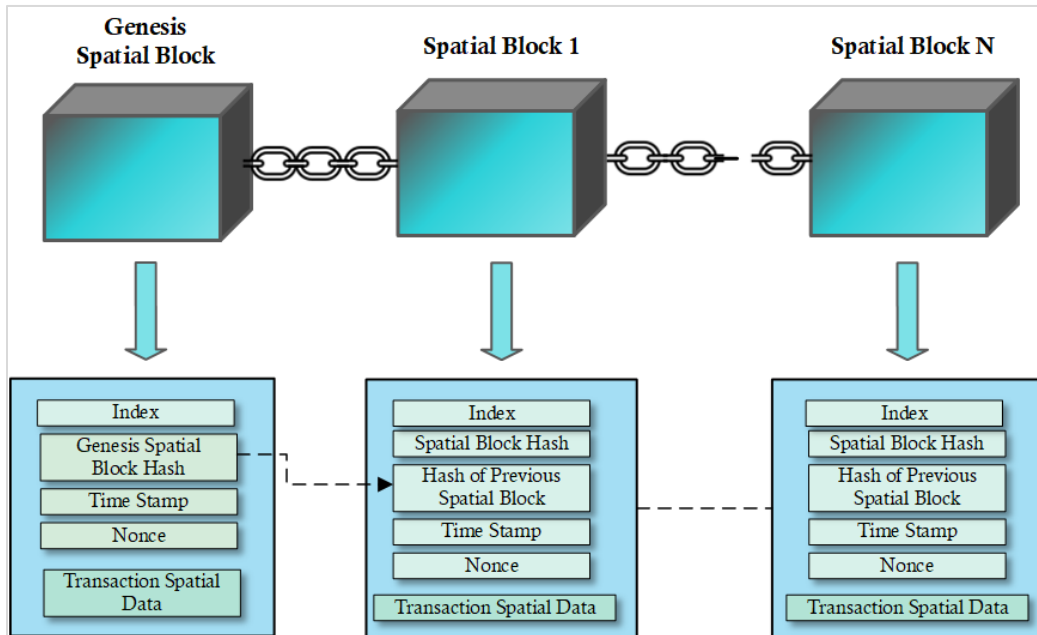 Genesis
Spatial Block
Spatial Block 1
Spatial Block N
Index
Genesis Spatial
Block Hash
Time Stamp
Nonce
Transaction Spatial
Data
Index
Spatial Block Hash
Hash of Previous
Spatial Block
Time Stamp
Nonce
Transaction Spatial Data
Index
Spatial Block Hash
Hash of Previous
Spatial Block
Time Stamp
Nonce
Transaction Spatial Data